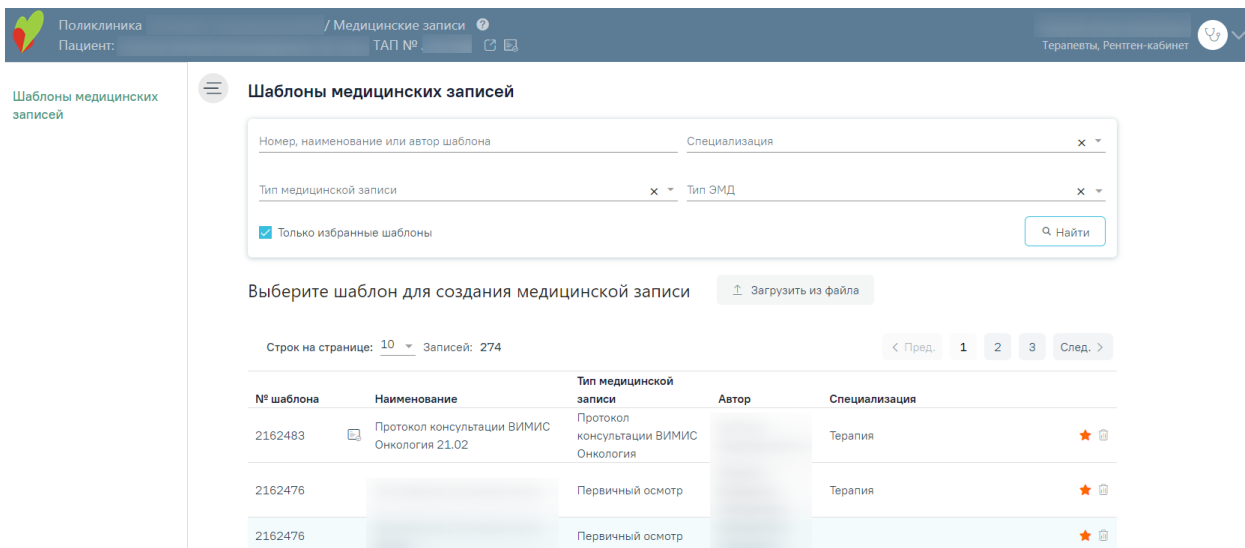 Поликлиника / Медицинские записи
Пациент: ТАП №
Терапевты, Рентген-кабинет
Шаблоны медицинских
записей
Шаблоны медицинских записей
Номер, наименование или автор шаблона Специализация
Тип медицинской записи Тип ЭМД
Только избранные шаблоны Найти
Выберите шаблон для создания медицинской записи Загрузить из файла
Строк на странице: 10 Записей: 274 < Пред. 1 2 3 След. >
№ шаблона Наименование Тип медицинской записи Автор Специализация
2162483 Протокол консультации ВИМИС Онкология 21.02 Протокол консультации ВИМИС Онкология Терапия
2162476 Первичный осмотр Терапия
2162476 Первичный осмотр